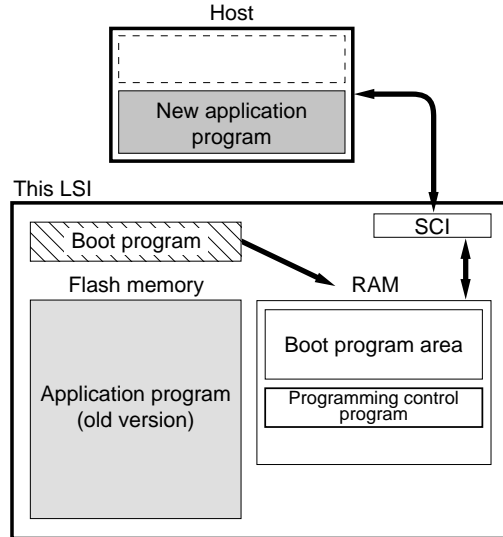 Host
New application
program
This LSI
SCI
Boot program
Flash memory
RAM
Boot program area
Application program
(old version)
Programming control
program